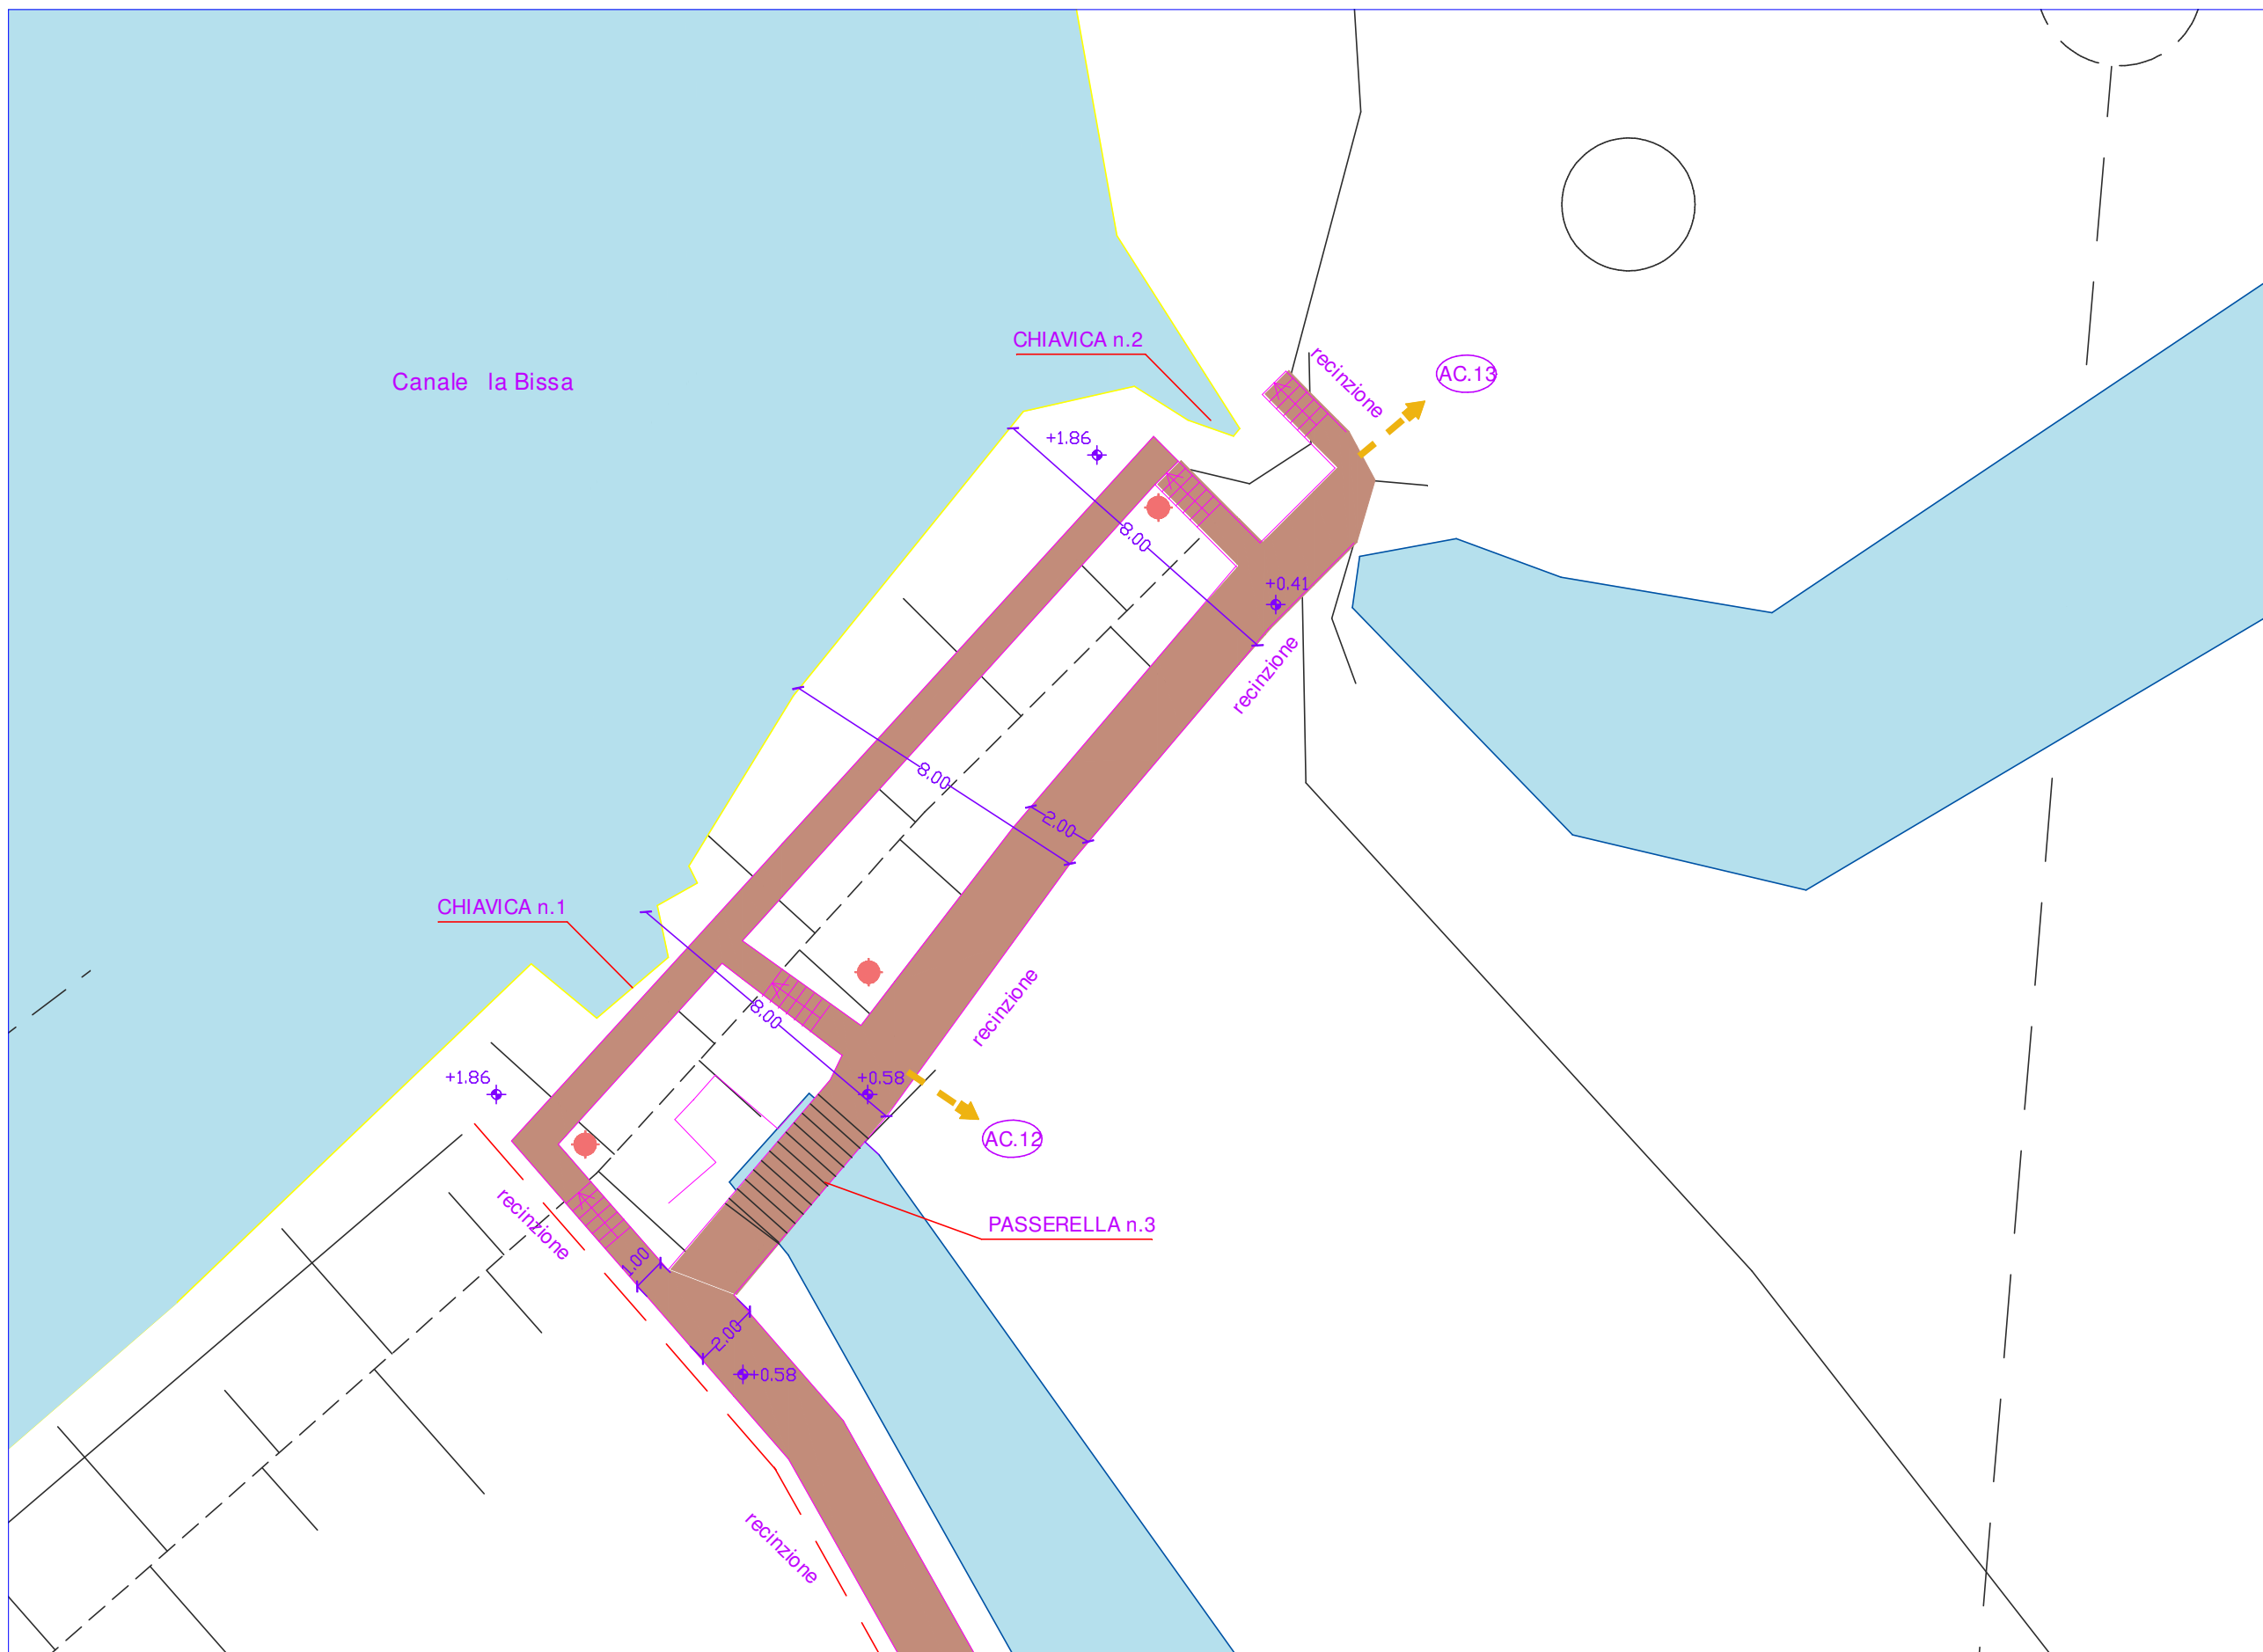 CHIAVICA n.2
recinzione
AC.13
Canale la Bissa
+1.86
8.00
+0.41
recinzione
8.00
2.00
CHIAVICA n.1
recinzione
8.00
+1.86
+0.58
AC.12
recinzione
PASSERELLA n.3
1.00
2.00
+0.58
recinzione